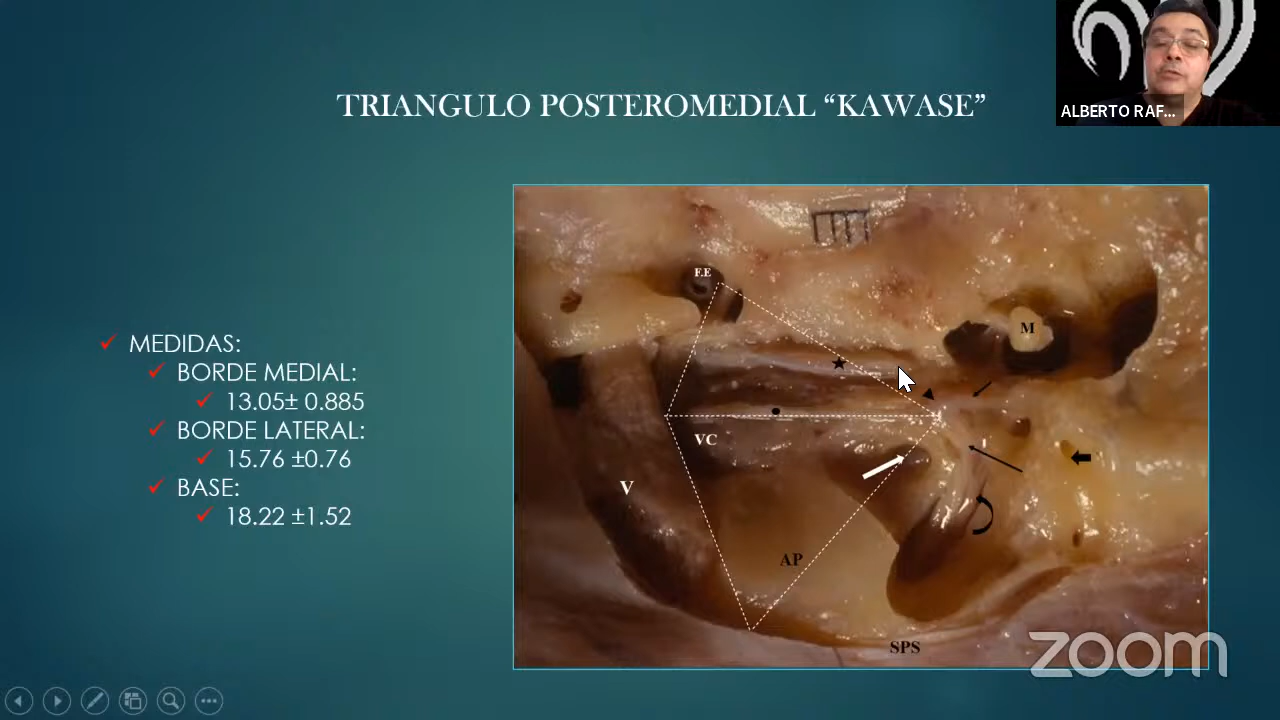 ALBERTO RAF...
TRIANGULO POSTEROMEDIAL “KAWASE”
MEDIDAS:
BORDE MEDIAL:
13.05± 0.885
BORDE LATERAL:
15.76 ±0.76
BASE:
18.22 ±1.52
F.E
M
VC
V
AP
SPS
zoom